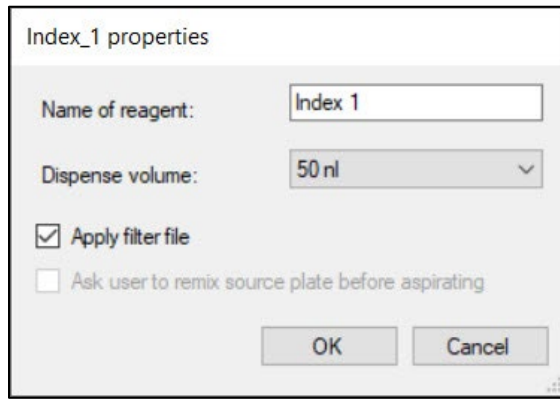 Index_1 properties
Name of reagent: Index 1
Dispense volume: 50 nl
Apply filter file
Ask user to remix source plate before aspirating
OK Cancel